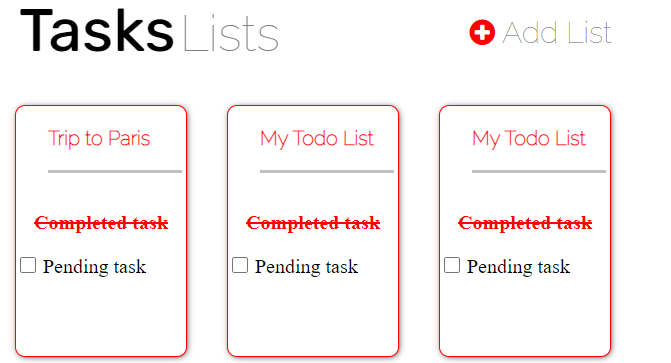 Tasks Lists
Add List
Trip to Paris
Completed task
Pending task
My Todo List
Completed task
Pending task
My Todo List
Completed task
Pending task